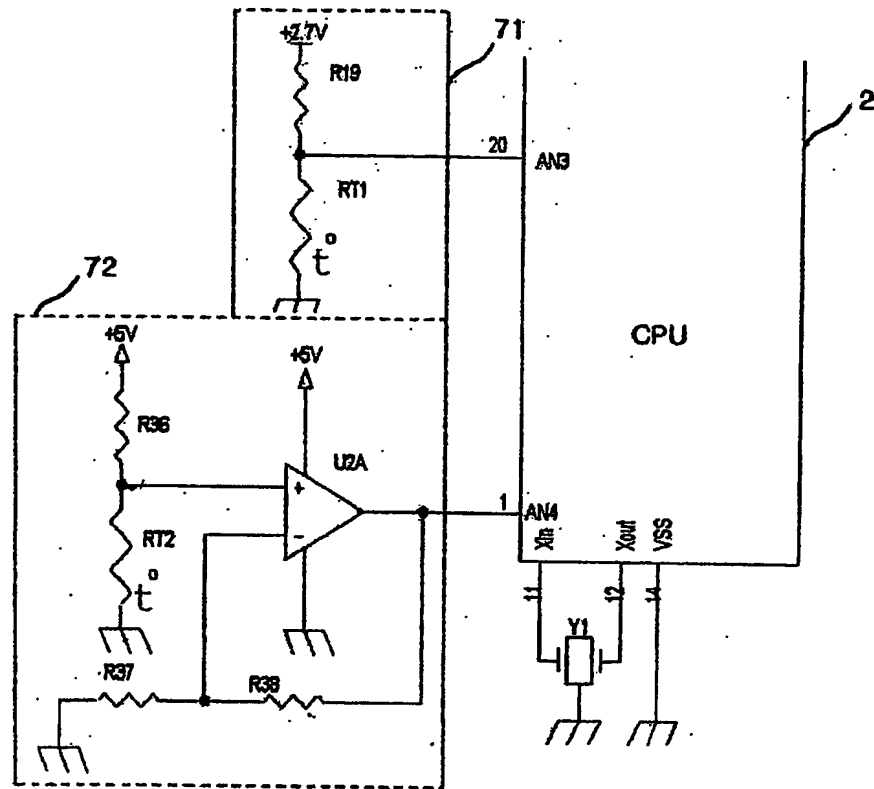 71
+2.7V
R19
2
20
AN3
RT1
t°
72
CPU
+5V
+5V
R36
U2A
+
1
AN4
-
RT2
Xin
Xout
VSS
t°
11
12
14
Y1
R37
R38